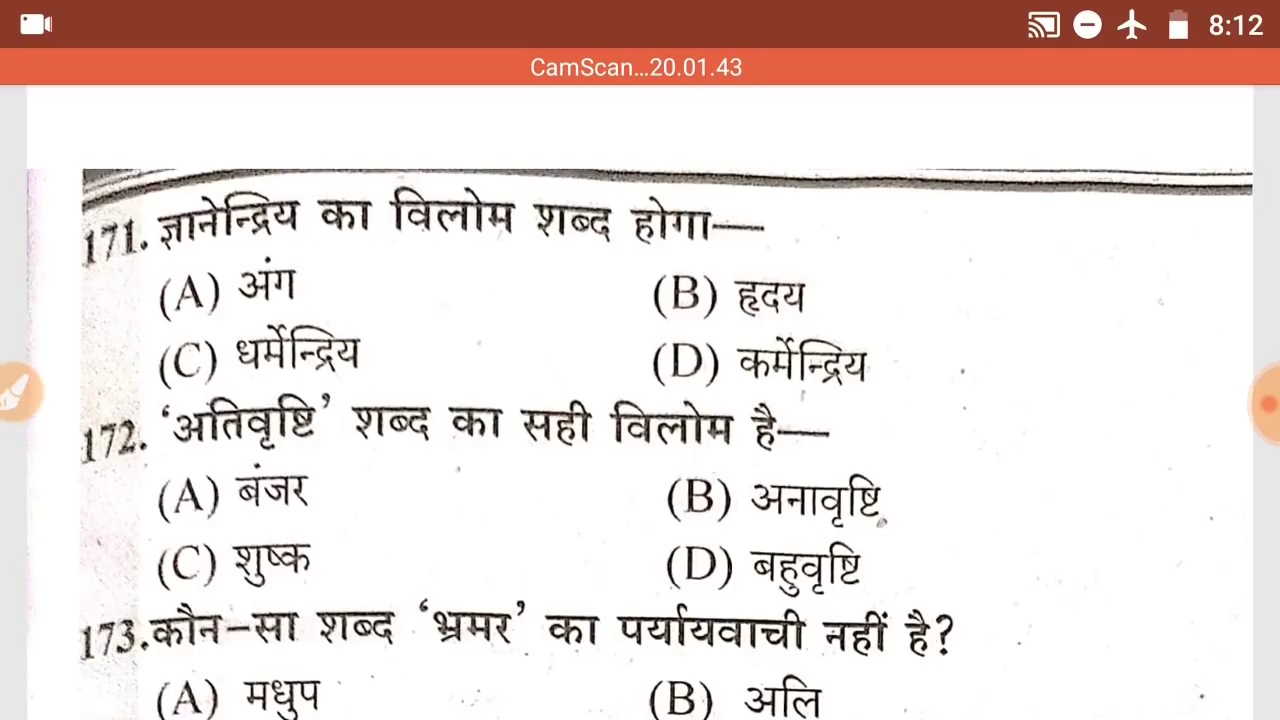 8:12
CamScan...20.01.43
171. ज्ञानेन्द्रिय का विलोम शब्द होगा—
(A) अंग (B) हृदय
(C) धर्मेन्द्रिय (D) कर्मेन्द्रिय
172. ‘अतिवृष्टि’ शब्द का सही विलोम है—
(A) बंजर (B) अनावृष्टि
(C) शुष्क (D) बहुवृष्टि
173. कौन-सा शब्द ‘भ्रमर’ का पर्यायवाची नहीं है?
(A) मधुप (B) अलि